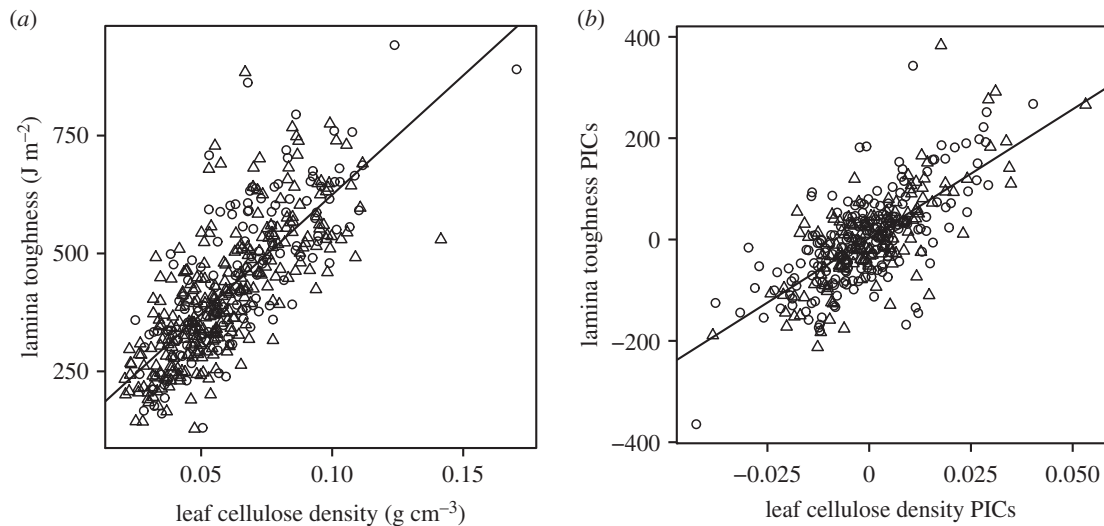 (a)
lamina toughness (J m⁻²)
750
500
250
0.05 0.10 0.15
leaf cellulose density (g cm⁻³)
(b)
lamina toughness PICs
400
200
0
−200
−400
−0.025 0 0.025 0.050
leaf cellulose density PICs